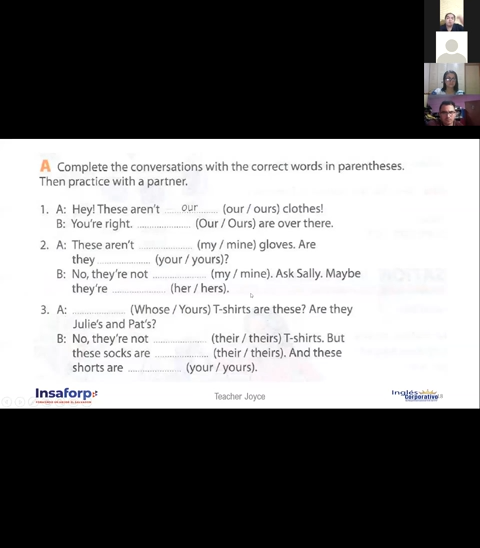 A Complete the conversations with the correct words in parentheses.
Then practice with a partner.
1. A: Hey! These aren't ......our...... (our / ours) clothes!
B: You're right. .................... (Our / Ours) are over there.
2. A: These aren't .................... (my / mine) gloves. Are
they .................... (your / yours)?
B: No, they're not .................... (my / mine). Ask Sally. Maybe
they're .................... (her / hers).
3. A: .................... (Whose / Yours) T-shirts are these? Are they
Julie's and Pat's?
B: No, they're not .................... (their / theirs) T-shirts. But
these socks are .................... (their / theirs). And these
shorts are .................... (your / yours).
Insaforp
Teacher Joyce
Inglés
Corporativo